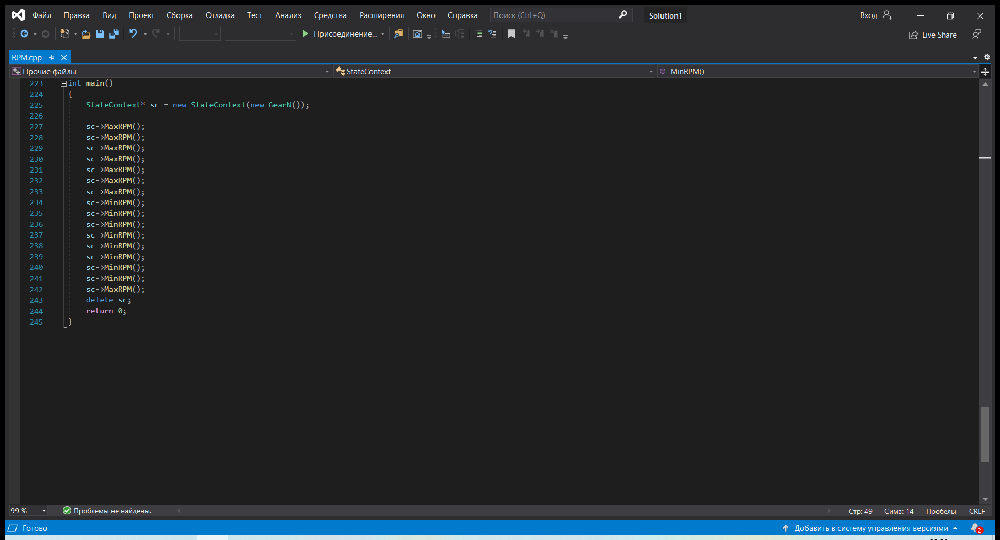 Файл Правка Вид Проект Сборка Отладка Тест Анализ Средства Расширения Окно Справка Поиск (Ctrl+Q) Solution1 Вход
Присоединение... Live Share
RPM.cpp
Прочие файлы StateContext MinRPM()
223 int main()
224 {
225 StateContext* sc = new StateContext(new GearN());
226
227 sc->MaxRPM();
228 sc->MaxRPM();
229 sc->MaxRPM();
230 sc->MaxRPM();
231 sc->MaxRPM();
232 sc->MaxRPM();
233 sc->MaxRPM();
234 sc->MinRPM();
235 sc->MinRPM();
236 sc->MinRPM();
237 sc->MinRPM();
238 sc->MinRPM();
239 sc->MinRPM();
240 sc->MinRPM();
241 sc->MinRPM();
242 sc->MaxRPM();
243 delete sc;
244 return 0;
245 }
99 % Проблемы не найдены. Стр: 49 Симв: 14 Пробелы CRLF
Готово Добавить в систему управления версиями 2